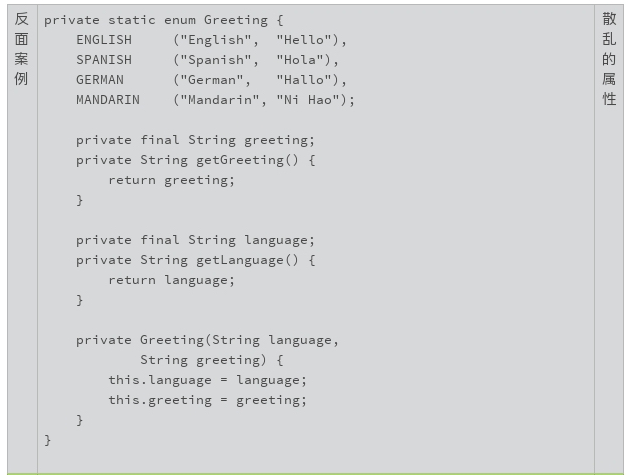 反面案例
private static enum Greeting {
    ENGLISH     ("English",  "Hello"),
    SPANISH     ("Spanish",  "Hola"),
    GERMAN      ("German",   "Hallo"),
    MANDARIN    ("Mandarin", "Ni Hao");

    private final String greeting;
    private String getGreeting() {
        return greeting;
    }

    private final String language;
    private String getLanguage() {
        return language;
    }

    private Greeting(String language,
            String greeting) {
        this.language = language;
        this.greeting = greeting;
    }
}
散乱的属性